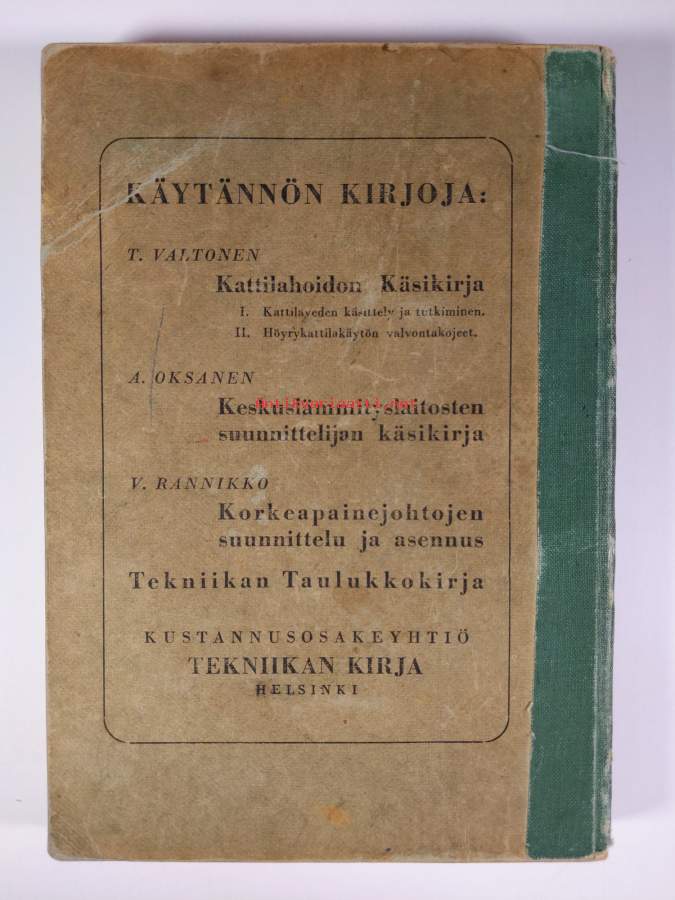 KÄYTÄNNÖN KIRJOJA:
T. VALTONEN
Kattilahoidon Käsikirja
I. Kattilaveden käsittely ja tutkiminen.
II. Höyrykattilakäytön valvontakojeet.
A. OKSANEN
Keskuslämmityslaitosten
suunnittelijan käsikirja
V. RANNIKKO
Korkeapainejohtojen
suunnittelu ja asennus
Tekniikan Taulukkokirja
KUSTANNUSOSAKEYHTIÖ
TEKNIIKAN KIRJA
HELSINKI